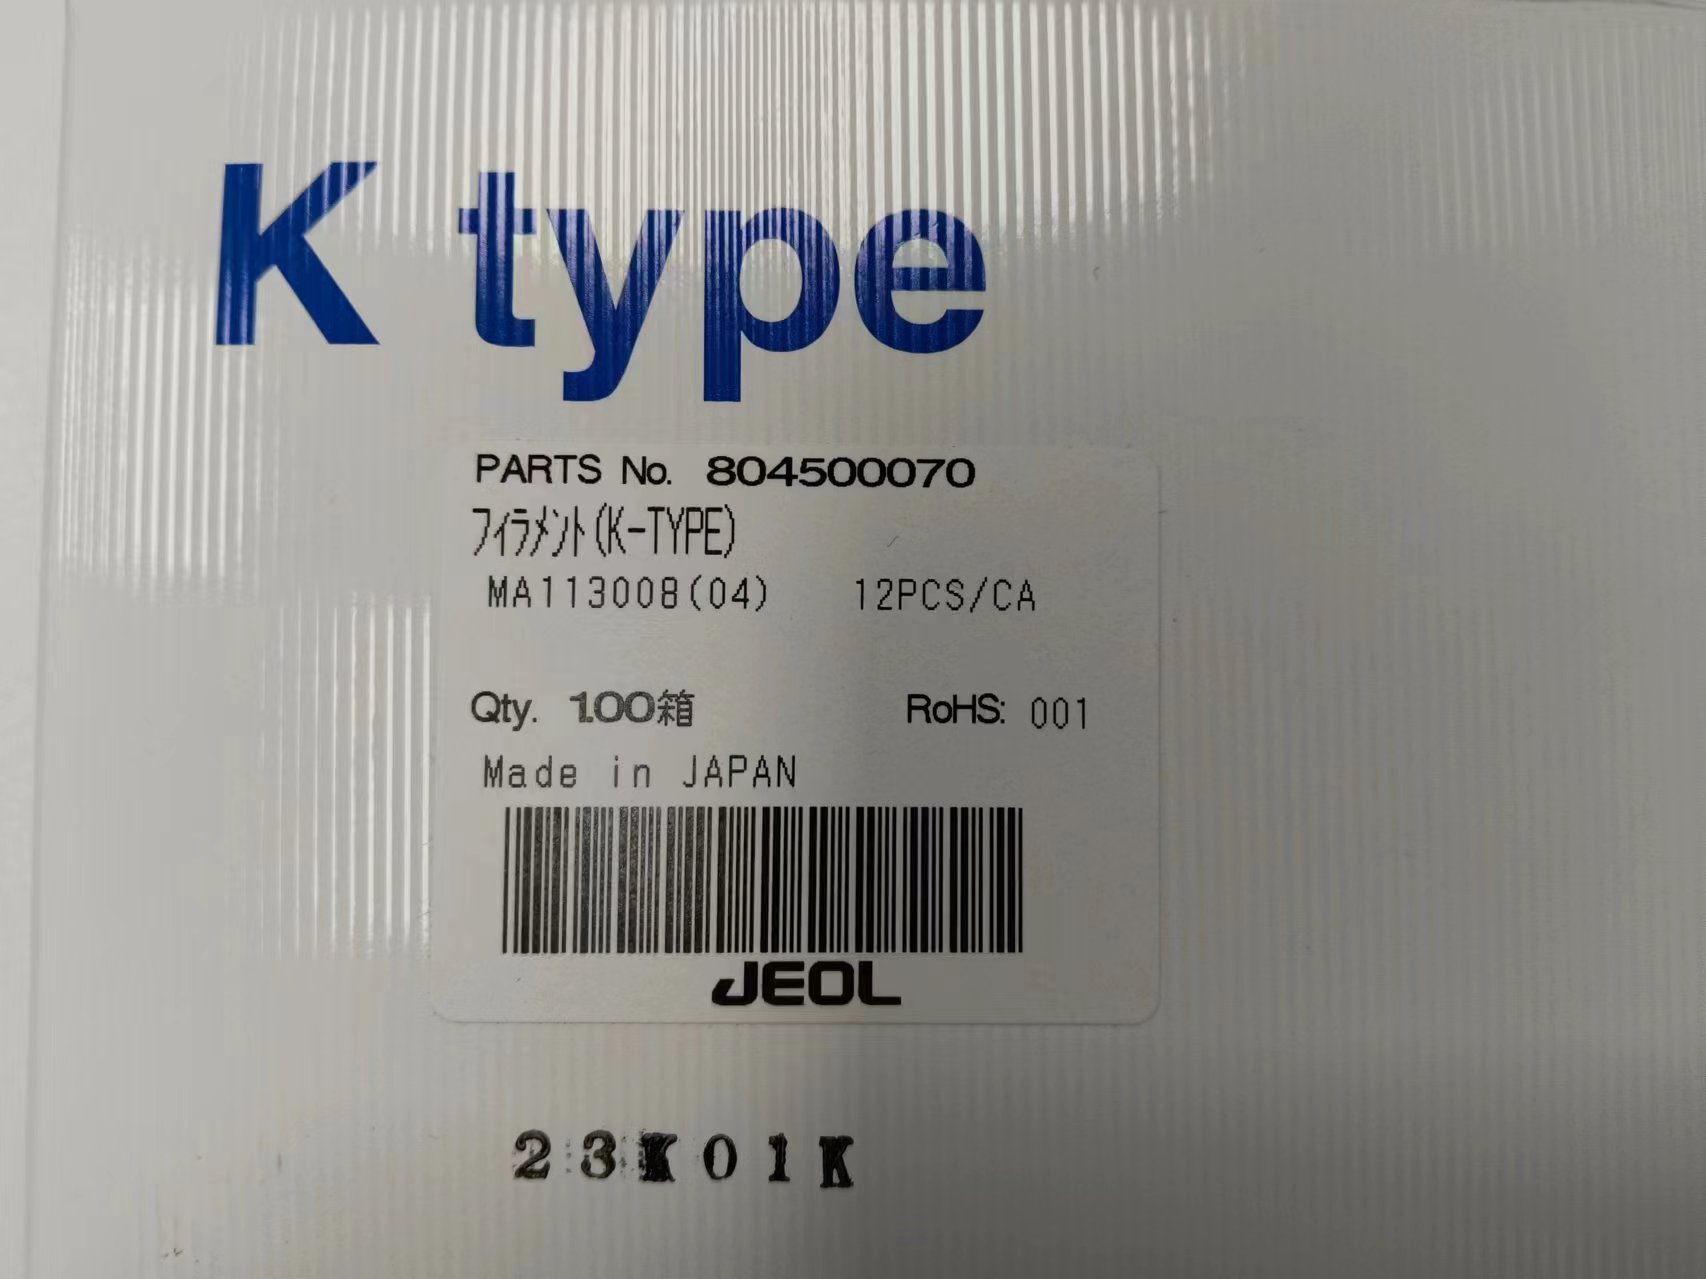 K type
PARTS No. 804500070
フィラメント(K-TYPE)
MA113008(04) 12PCS/CA
Qty. 1.00箱 RoHS: 001
Made in JAPAN
JEOL
23K01K